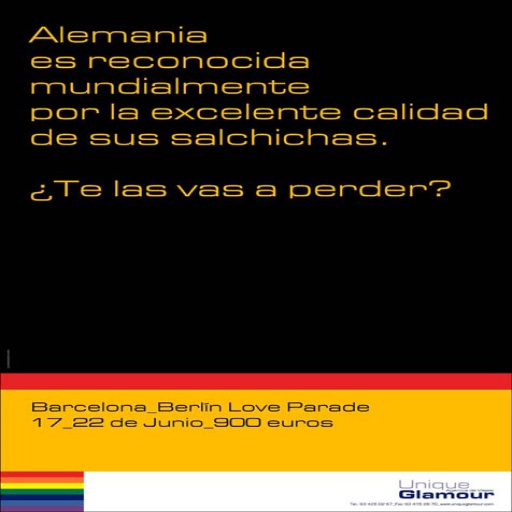 Alemania
es reconocida
mundialmente
por la excelente calidad
de sus salchichas.
¿Te las vas a perder?
Barcelona_Berlín Love Parade
17_22 de Junio_900 euros
Unique
Glamour